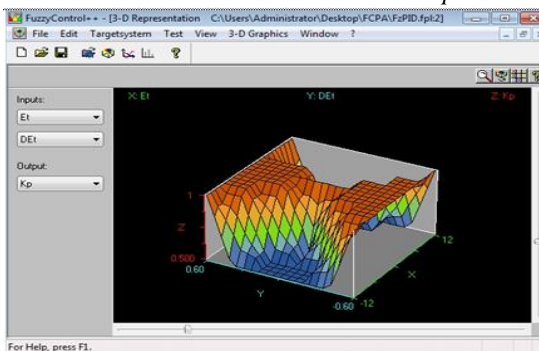 FuzzyControl++ - [3-D Representation C:\Users\Administrator\Desktop\FCPA\FzPID.fpl:2]
File Edit Targetsystem Test View 3-D Graphics Window ?
Inputs:
Et
DEt
Output:
Kp
X: Et Y: DEt Z: Kp
1
Z
0.500
0.60
Y
-0.60
-12
X
12
For Help, press F1.